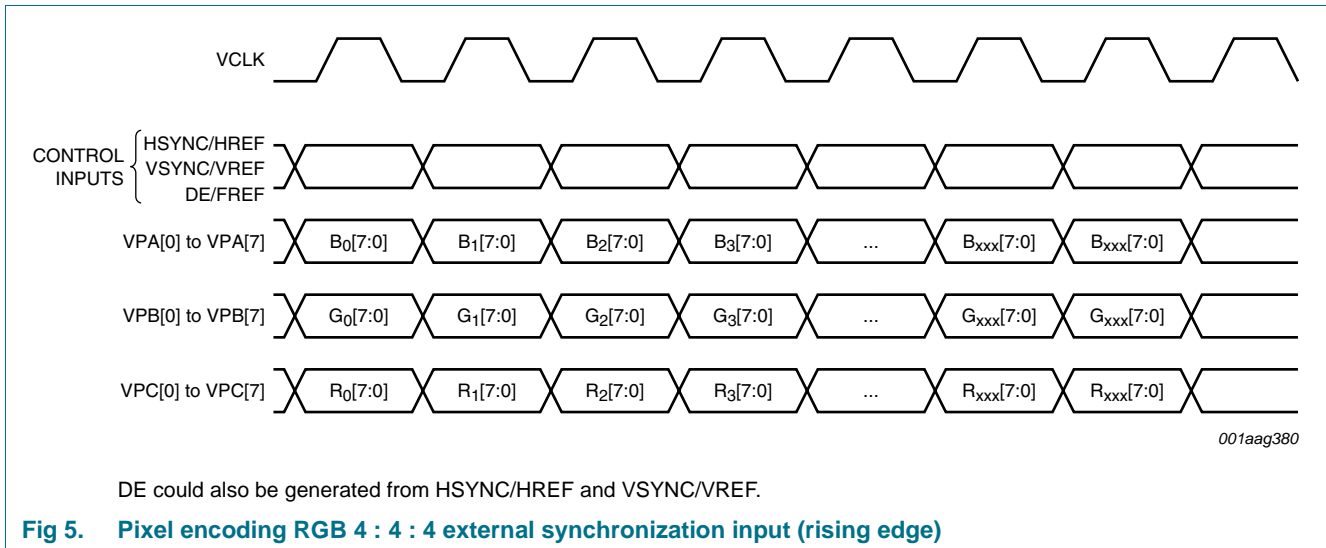 VCLK
CONTROL INPUTS
HSYNC/HREF
VSYNC/VREF
DE/FREF
VPA[0] to VPA[7] B0[7:0] B1[7:0] B2[7:0] B3[7:0] ... Bxxx[7:0] Bxxx[7:0]
VPB[0] to VPB[7] G0[7:0] G1[7:0] G2[7:0] G3[7:0] ... Gxxx[7:0] Gxxx[7:0]
VPC[0] to VPC[7] R0[7:0] R1[7:0] R2[7:0] R3[7:0] ... Rxxx[7:0] Rxxx[7:0]
001aag380
DE could also be generated from HSYNC/HREF and VSYNC/VREF.
Fig 5. Pixel encoding RGB 4 : 4 : 4 external synchronization input (rising edge)